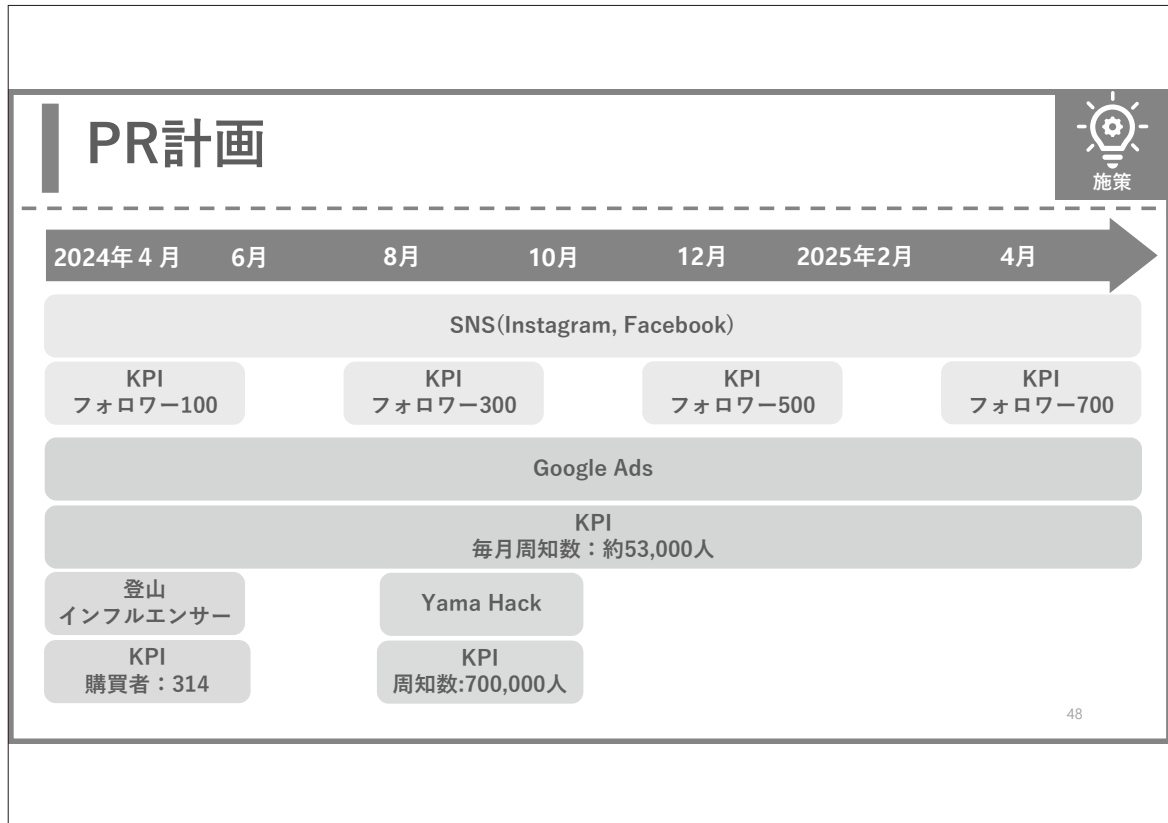 PR計画
施策
2024年４月 6月 8月 10月 12月 2025年2月 4月
SNS(Instagram, Facebook)
KPI
フォロワー100
KPI
フォロワー300
KPI
フォロワー500
KPI
フォロワー700
Google Ads
KPI
毎月周知数：約53,000人
登山
インフルエンサー
Yama Hack
KPI
購買者：314
KPI
周知数:700,000人
48